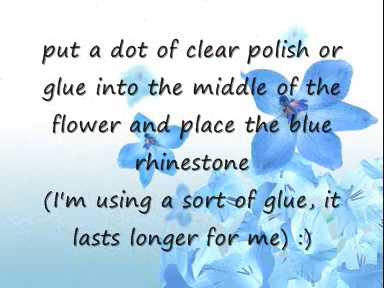 put a dot of clear polish or
glue into the middle of the
flower and place the blue
rhinestone
(I'm using a sort of glue, it
lasts longer for me) :)